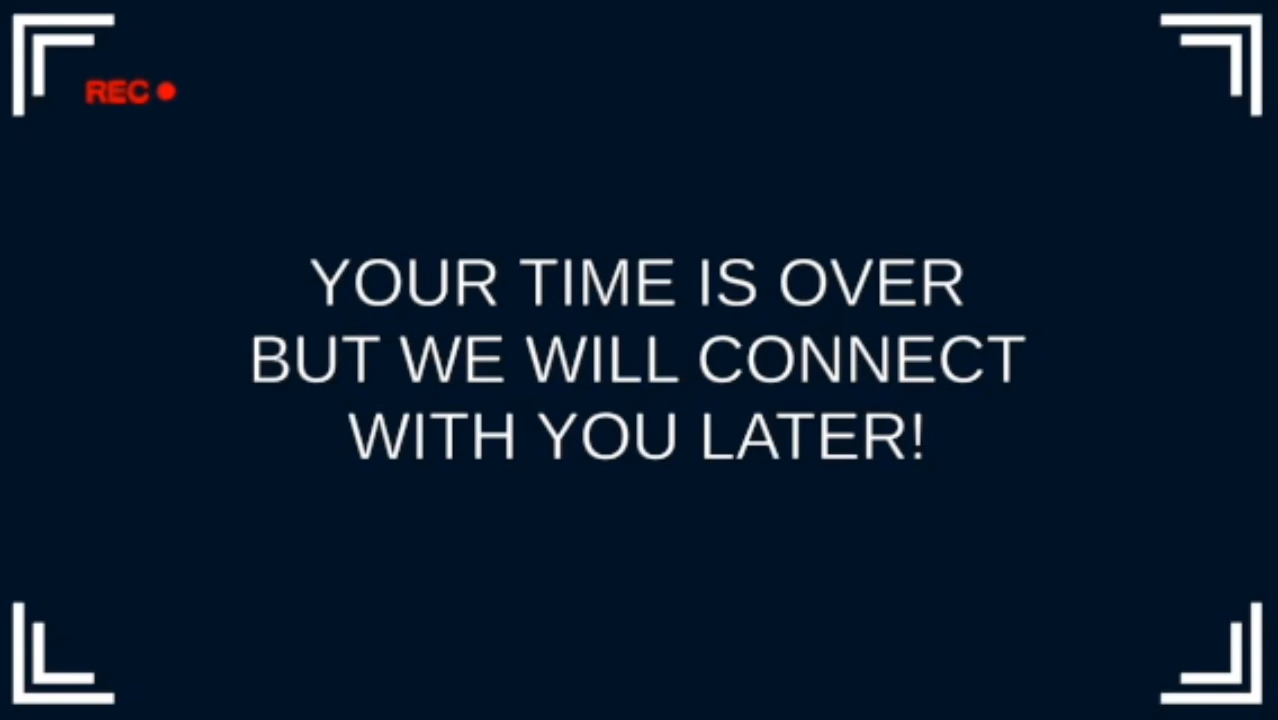 REC
YOUR TIME IS OVER
BUT WE WILL CONNECT
WITH YOU LATER!